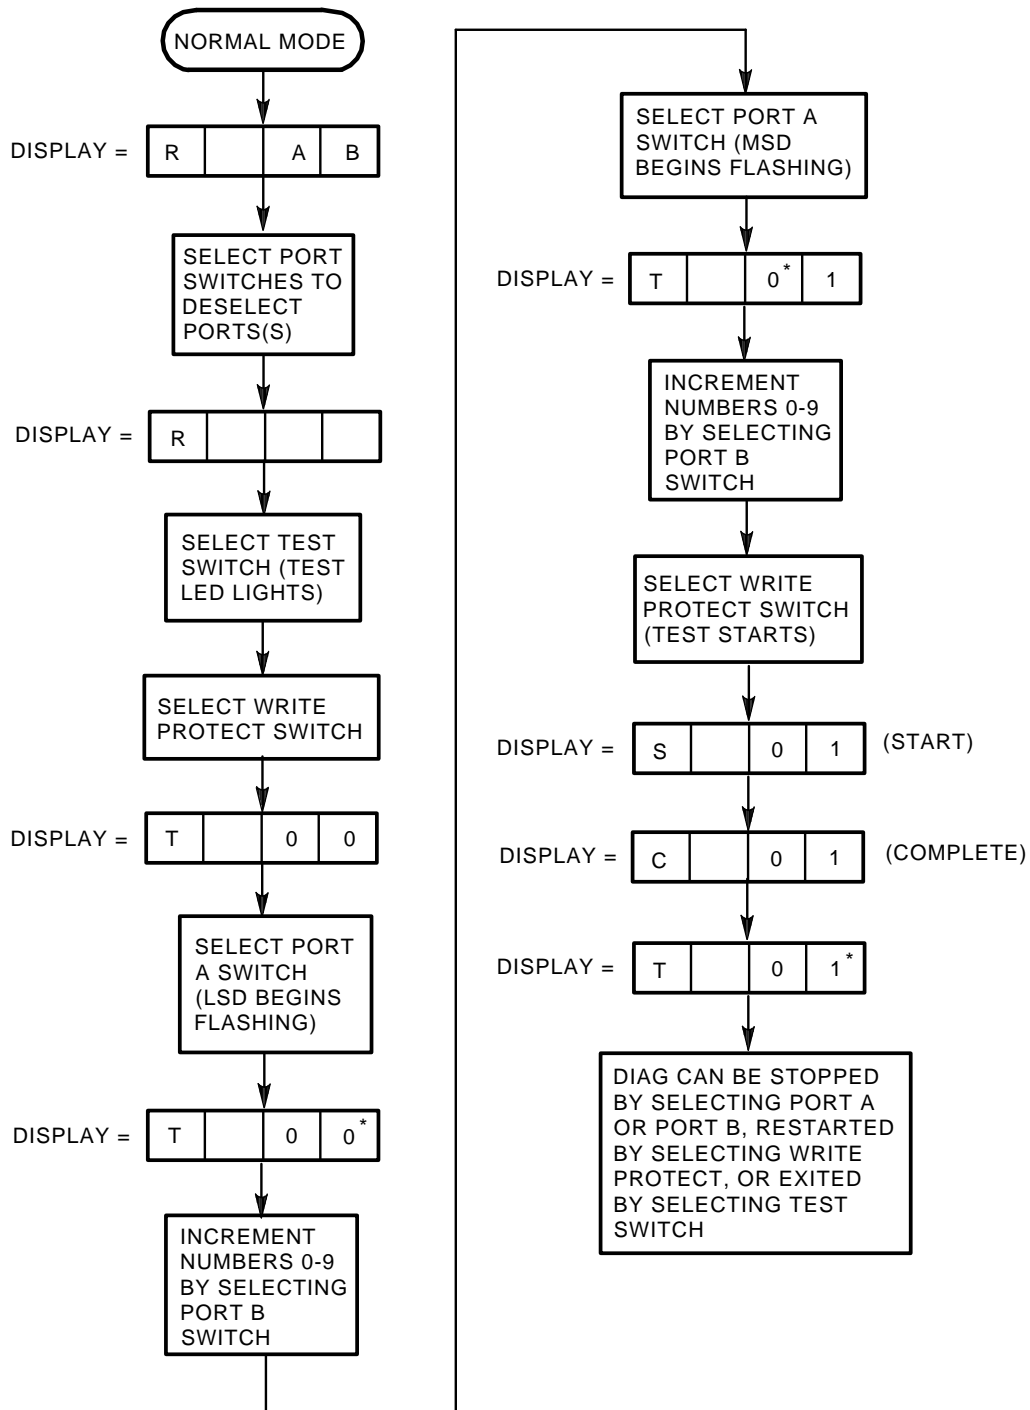 NORMAL MODE
DISPLAY = R A B
SELECT PORT
SWITCHES TO
DESELECT
PORTS(S)
DISPLAY = R
SELECT TEST
SWITCH (TEST
LED LIGHTS)
SELECT WRITE
PROTECT SWITCH
DISPLAY = T 0 0
SELECT PORT
A SWITCH
(LSD BEGINS
FLASHING)
DISPLAY = T 0 0*
INCREMENT
NUMBERS 0-9
BY SELECTING
PORT B
SWITCH
SELECT PORT A
SWITCH (MSD
BEGINS FLASHING)
DISPLAY = T 0* 1
INCREMENT
NUMBERS 0-9
BY SELECTING
PORT B
SWITCH
SELECT WRITE
PROTECT SWITCH
(TEST STARTS)
DISPLAY = S 0 1 (START)
DISPLAY = C 0 1 (COMPLETE)
DISPLAY = T 0 1*
DIAG CAN BE STOPPED
BY SELECTING PORT A
OR PORT B, RESTARTED
BY SELECTING WRITE
PROTECT, OR EXITED
BY SELECTING TEST
SWITCH